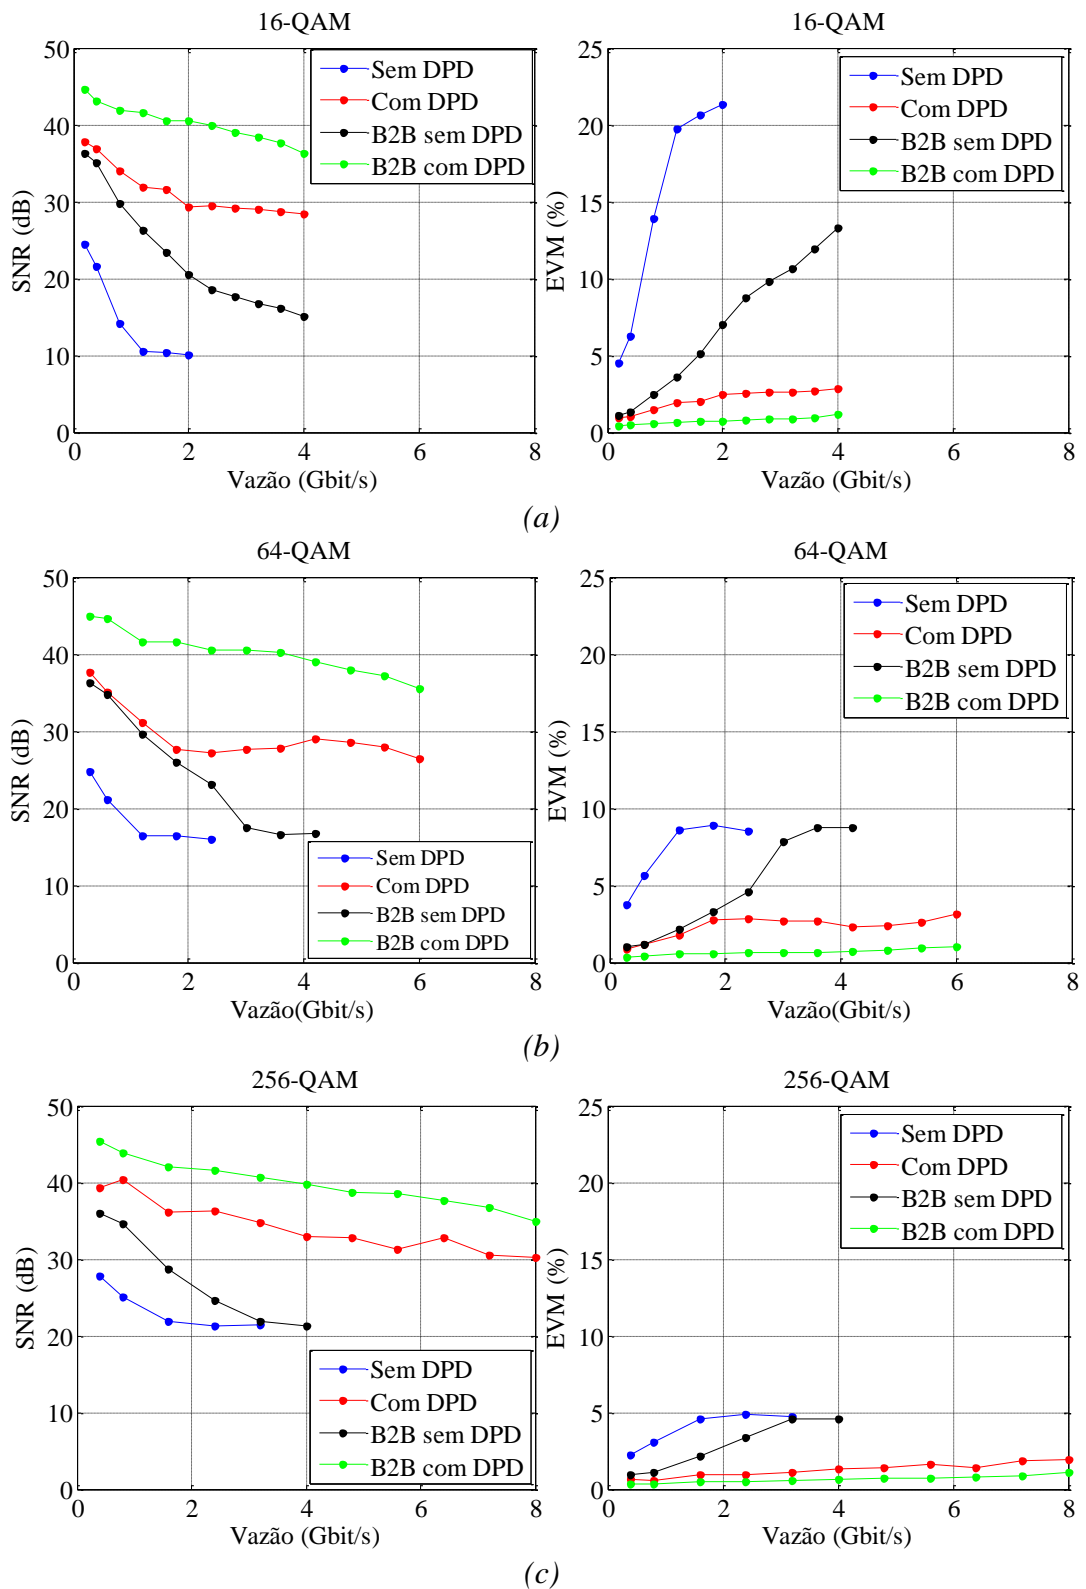 16-QAM
50
40
30
20
10
0
SNR (dB)
0 2 4 6 8
Vazão (Gbit/s)
Sem DPD
Com DPD
B2B sem DPD
B2B com DPD
16-QAM
25
20
15
10
5
0
EVM (%)
0 2 4 6 8
Vazão (Gbit/s)
Sem DPD
Com DPD
B2B sem DPD
B2B com DPD
(a)
64-QAM
50
40
30
20
10
0
SNR (dB)
0 2 4 6 8
Vazão(Gbit/s)
Sem DPD
Com DPD
B2B sem DPD
B2B com DPD
64-QAM
25
20
15
10
5
0
EVM (%)
0 2 4 6 8
Vazão(Gbit/s)
Sem DPD
Com DPD
B2B sem DPD
B2B com DPD
(b)
256-QAM
50
40
30
20
10
0
SNR (dB)
0 2 4 6 8
Vazão (Gbit/s)
Sem DPD
Com DPD
B2B sem DPD
B2B com DPD
256-QAM
25
20
15
10
5
0
EVM (%)
0 2 4 6 8
Vazão (Gbit/s)
Sem DPD
Com DPD
B2B sem DPD
B2B com DPD
(c)